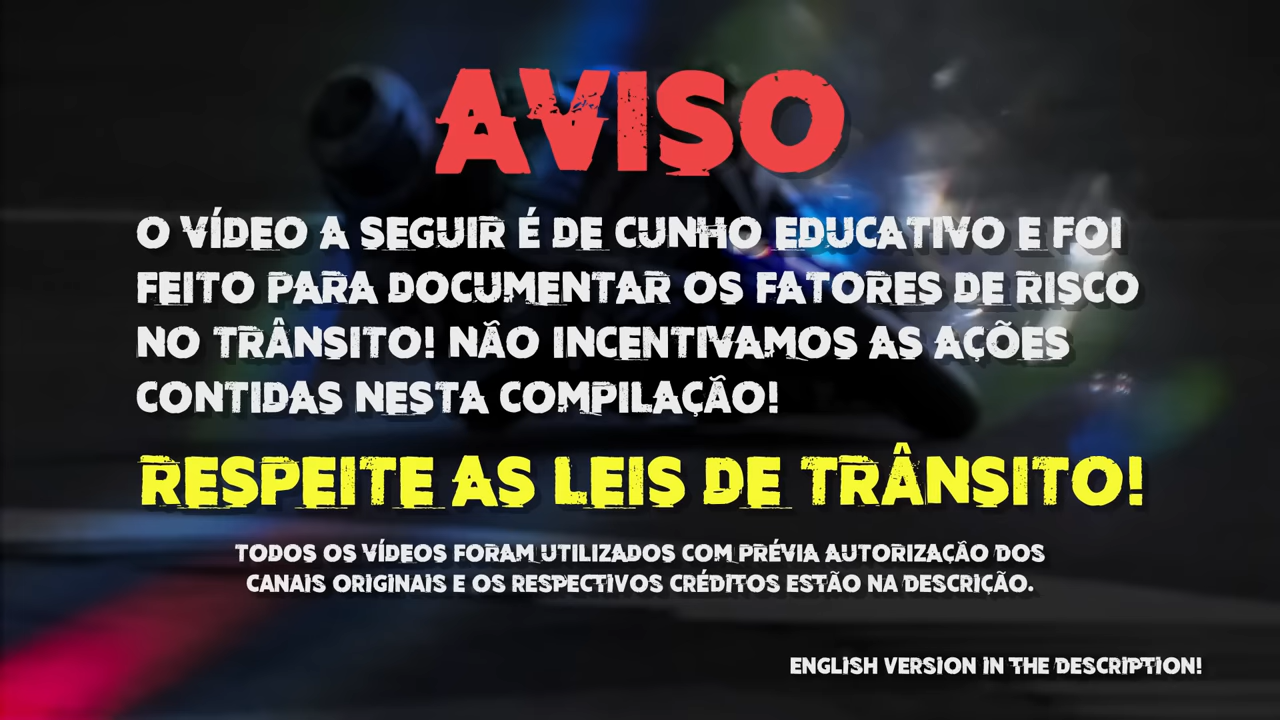 AVISO
O VÍDEO A SEGUIR É DE CUNHO EDUCATIVO E FOI
FEITO PARA DOCUMENTAR OS FATORES DE RISCO
NO TRÂNSITO! NÃO INCENTIVAMOS AS AÇÕES
CONTIDAS NESTA COMPILAÇÃO!
RESPEITE AS LEIS DE TRÂNSITO!
TODOS OS VÍDEOS FORAM UTILIZADOS COM PRÉVIA AUTORIZAÇÃO DOS
CANAIS ORIGINAIS E OS RESPECTIVOS CRÉDITOS ESTÃO NA DESCRIÇÃO.
ENGLISH VERSION IN THE DESCRIPTION!